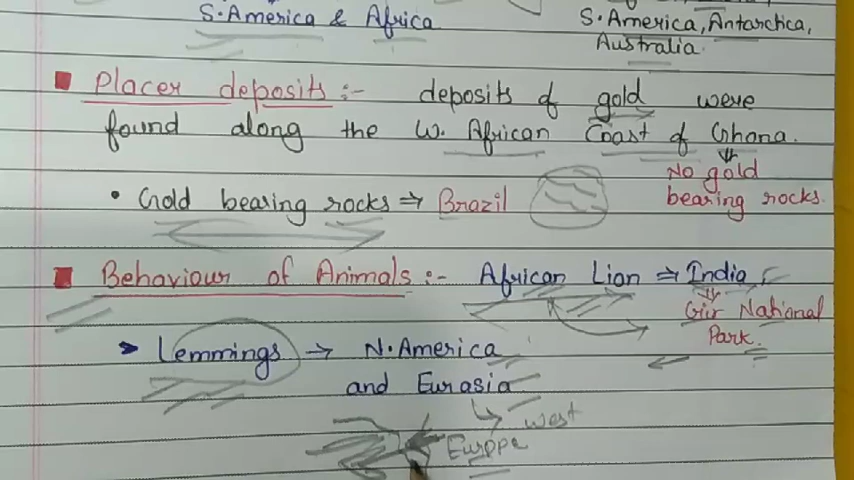 S.America & Africa
S.America, Antarctica,
Australia.
Placer deposits :- deposits of gold were
found along the W. African Coast of Ghana.
No gold
bearing rocks.
• Gold bearing rocks ⇒ Brazil
Behaviour of Animals :- African Lion ⇒ India,
Gir National
Park.
➤ Lemmings → N.America
and Eurasia
West
Europe